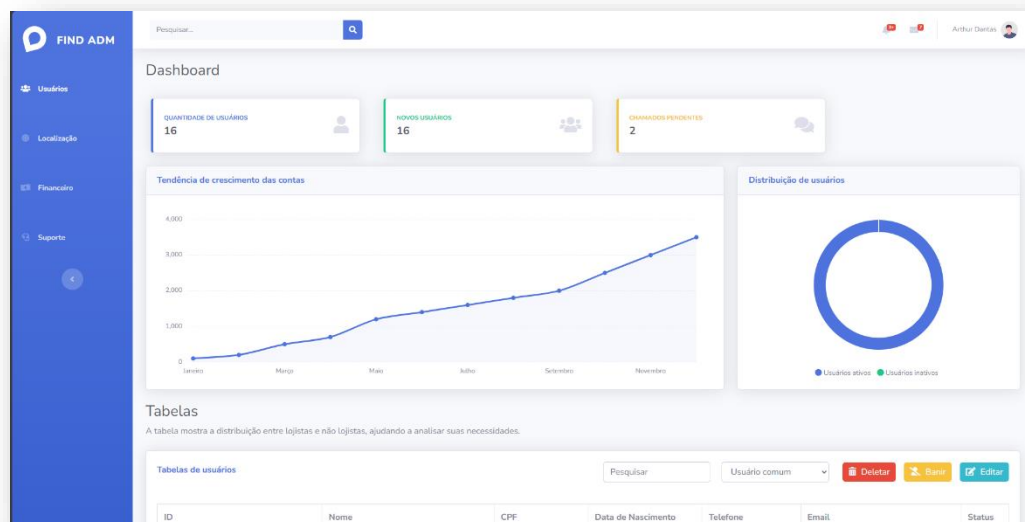 FIND ADM
Usuários
Localização
Financeiro
Suporte
Pesquisar...
Arthur Dantas
Dashboard
QUANTIDADE DE USUÁRIOS
16
NOVOS USUÁRIOS
16
CHAMADOS PENDENTES
2
Tendência de crescimento das contas
4,000
3,000
2,000
1,000
0
Janeiro Março Maio Julho Setembro Novembro
Distribuição de usuários
Usuários ativos Usuários inativos
Tabelas
A tabela mostra a distribuição entre lojistas e não lojistas, ajudando a analisar suas necessidades.
Tabelas de usuários
Pesquisar
Usuário comum
Deletar
Banir
Editar
ID Nome CPF Data de Nascimento Telefone Email Status